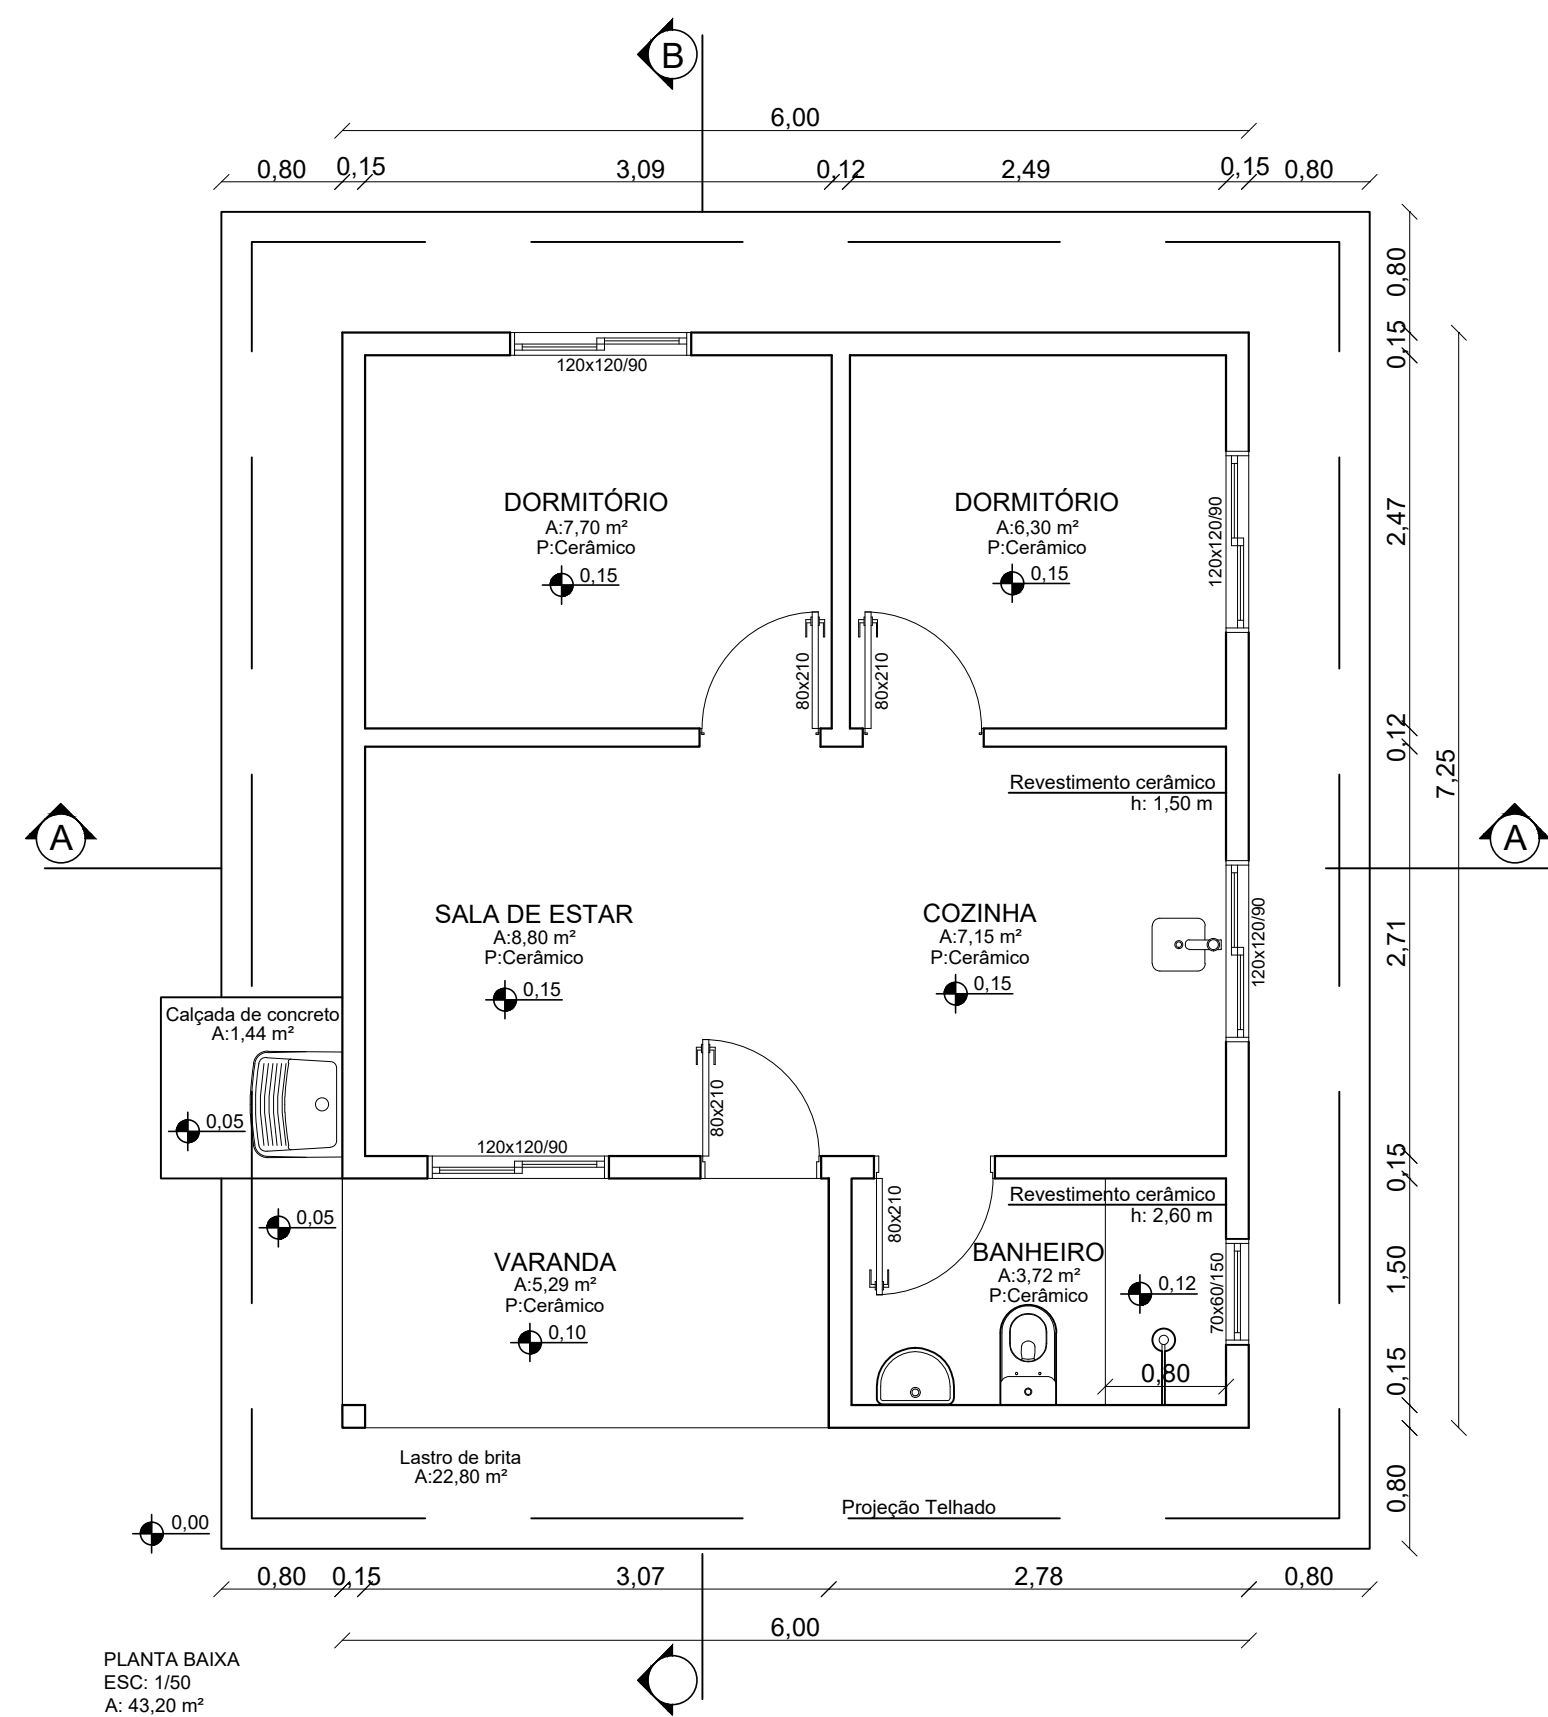 B
6,00
0,80 0,15 3,09 0,12 2,49 0,15 0,80
0,80
0,15
120x120/90
DORMITÓRIO
A:7,70 m²
P:Cerâmico
0,15
DORMITÓRIO
A:6,30 m²
P:Cerâmico
0,15
120x120/90
2,47
80x210
80x210
0,12
7,25
Revestimento cerâmico
h: 1,50 m
A
A
SALA DE ESTAR
A:8,80 m²
P:Cerâmico
0,15
COZINHA
A:7,15 m²
P:Cerâmico
0,15
120x120/90
2,71
Calçada de concreto
A:1,44 m²
0,05
80x210
120x120/90
0,15
0,05
80x210
Revestimento cerâmico
h: 2,60 m
VARANDA
A:5,29 m²
P:Cerâmico
0,10
BANHEIRO
A:3,72 m²
P:Cerâmico
0,12
70x60/150
1,50
0,80
0,15
Lastro de brita
A:22,80 m²
Projeção Telhado
0,80
0,00
0,80 0,15 3,07 2,78 0,80
6,00
PLANTA BAIXA
ESC: 1/50
A: 43,20 m²